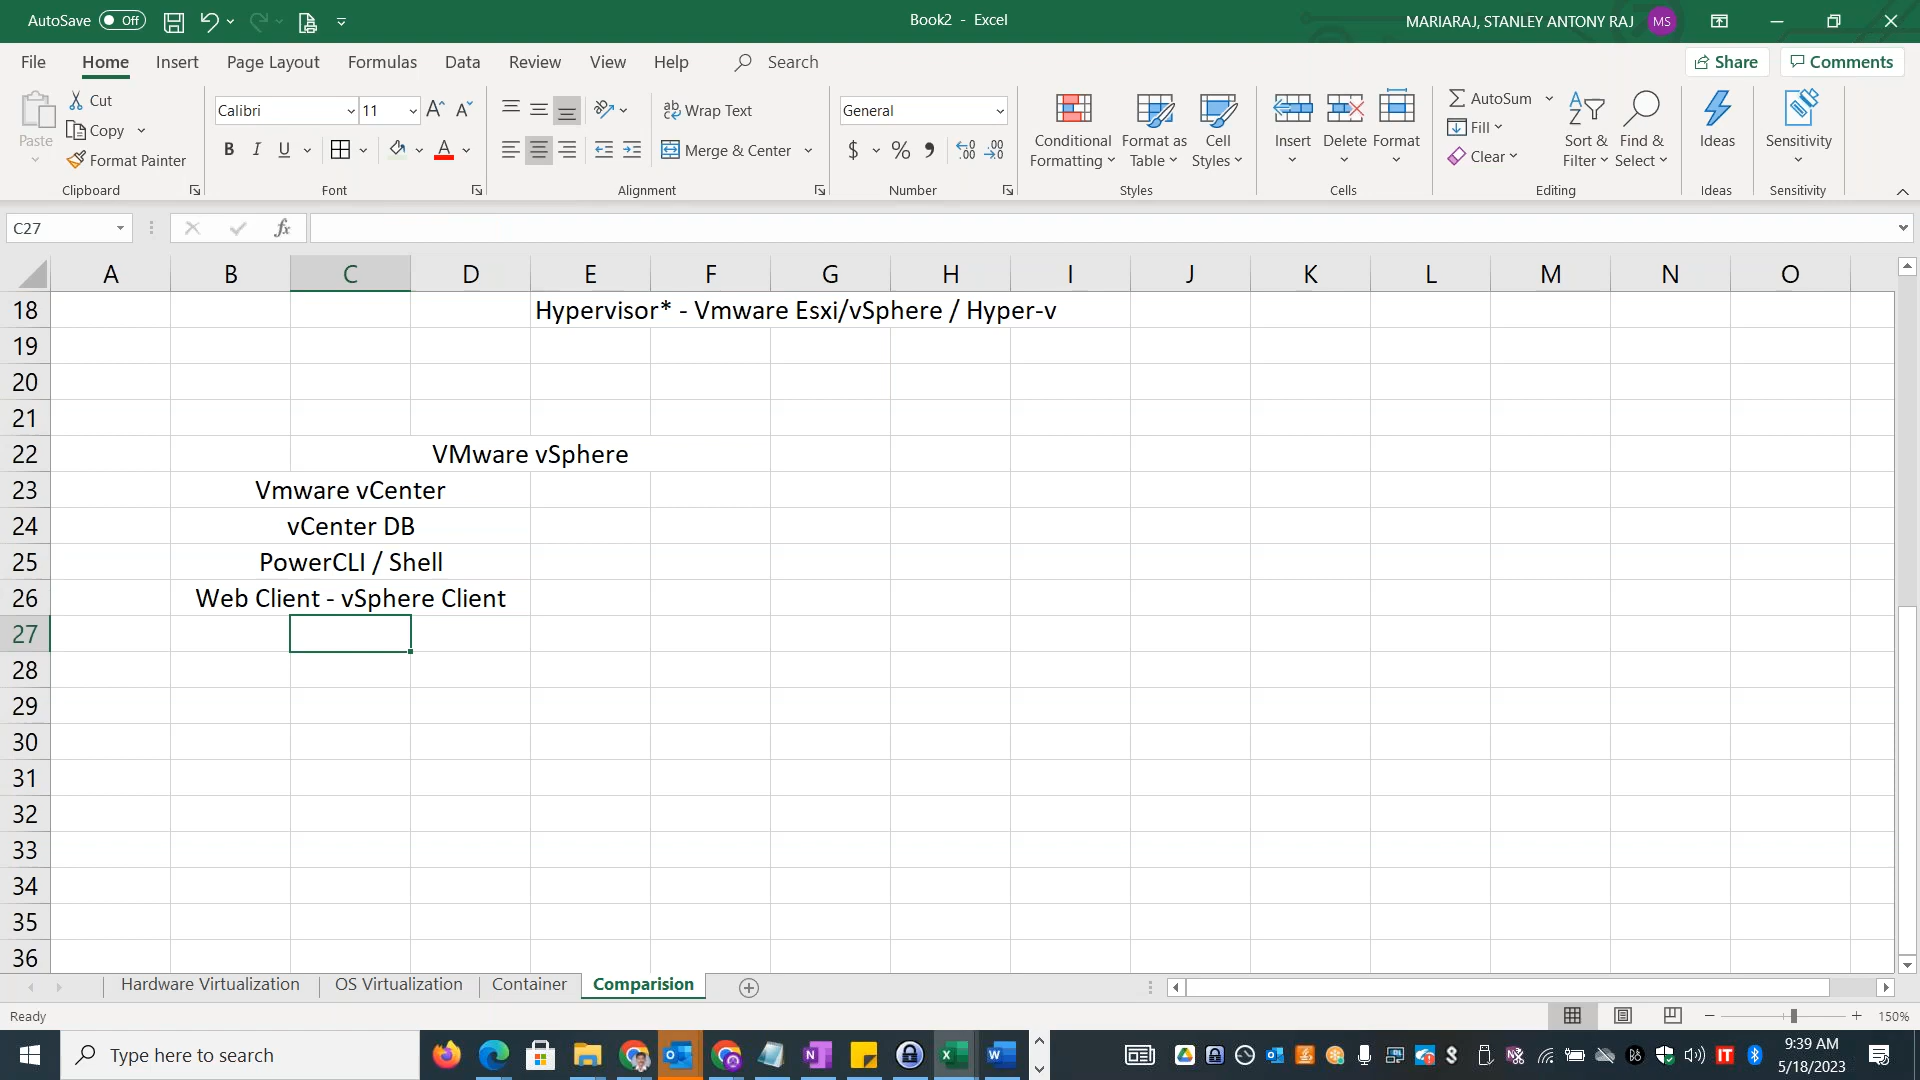 AutoSave Off
Book2 - Excel
MARIARAJ, STANLEY ANTONY RAJ MS
File Home Insert Page Layout Formulas Data Review View Help Search
Share Comments
Paste
Cut
Copy
Format Painter
Clipboard
Calibri 11
B I U A
Font
Wrap Text
Merge & Center
Alignment
General
$ %
Number
Conditional Formatting
Format as Table
Cell Styles
Styles
Insert
Delete
Format
Cells
AutoSum
Fill
Clear
Sort & Filter
Find & Select
Editing
Ideas
Ideas
Sensitivity
Sensitivity
C27 fx
A B C D E F G H I J K L M N O
18 Hypervisor* - Vmware Esxi/vSphere / Hyper-v
19
20
21
22 VMware vSphere
23 Vmware vCenter
24 vCenter DB
25 PowerCLI / Shell
26 Web Client - vSphere Client
27
28
29
30
31
32
33
34
35
36
Hardware Virtualization OS Virtualization Container Comparision
Ready
150%
Type here to search
9:39 AM
5/18/2023